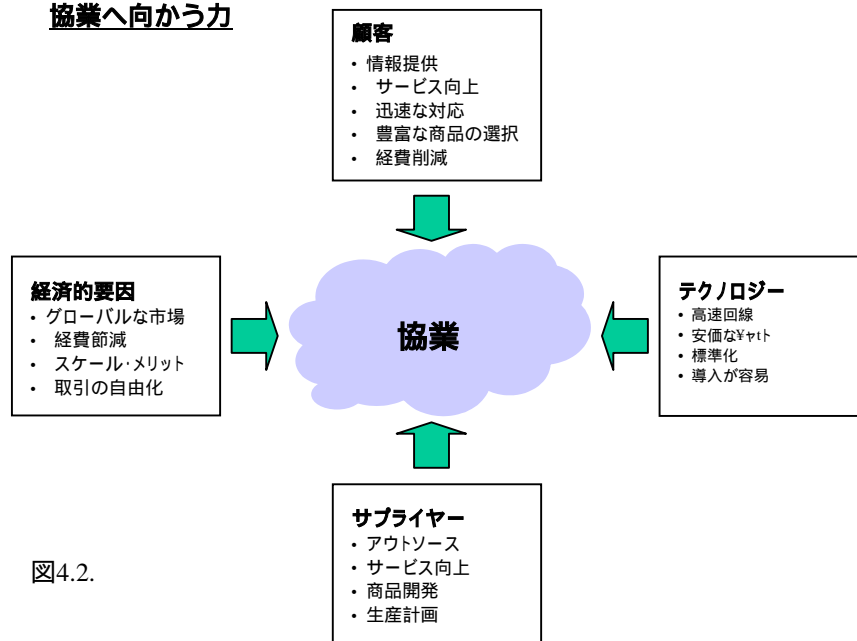 協業へ向かう力
顧客
• 情報提供
• サービス向上
• 迅速な対応
• 豊富な商品の選択
• 経費削減
経済的要因
• グローバルな市場
• 経費節減
• スケール・メリット
• 取引の自由化
協業
テクノロジー
• 高速回線
• 安価な
• 標準化
• 導入が容易
サプライヤー
• アウトソース
• サービス向上
• 商品開発
• 生産計画
図4.2.